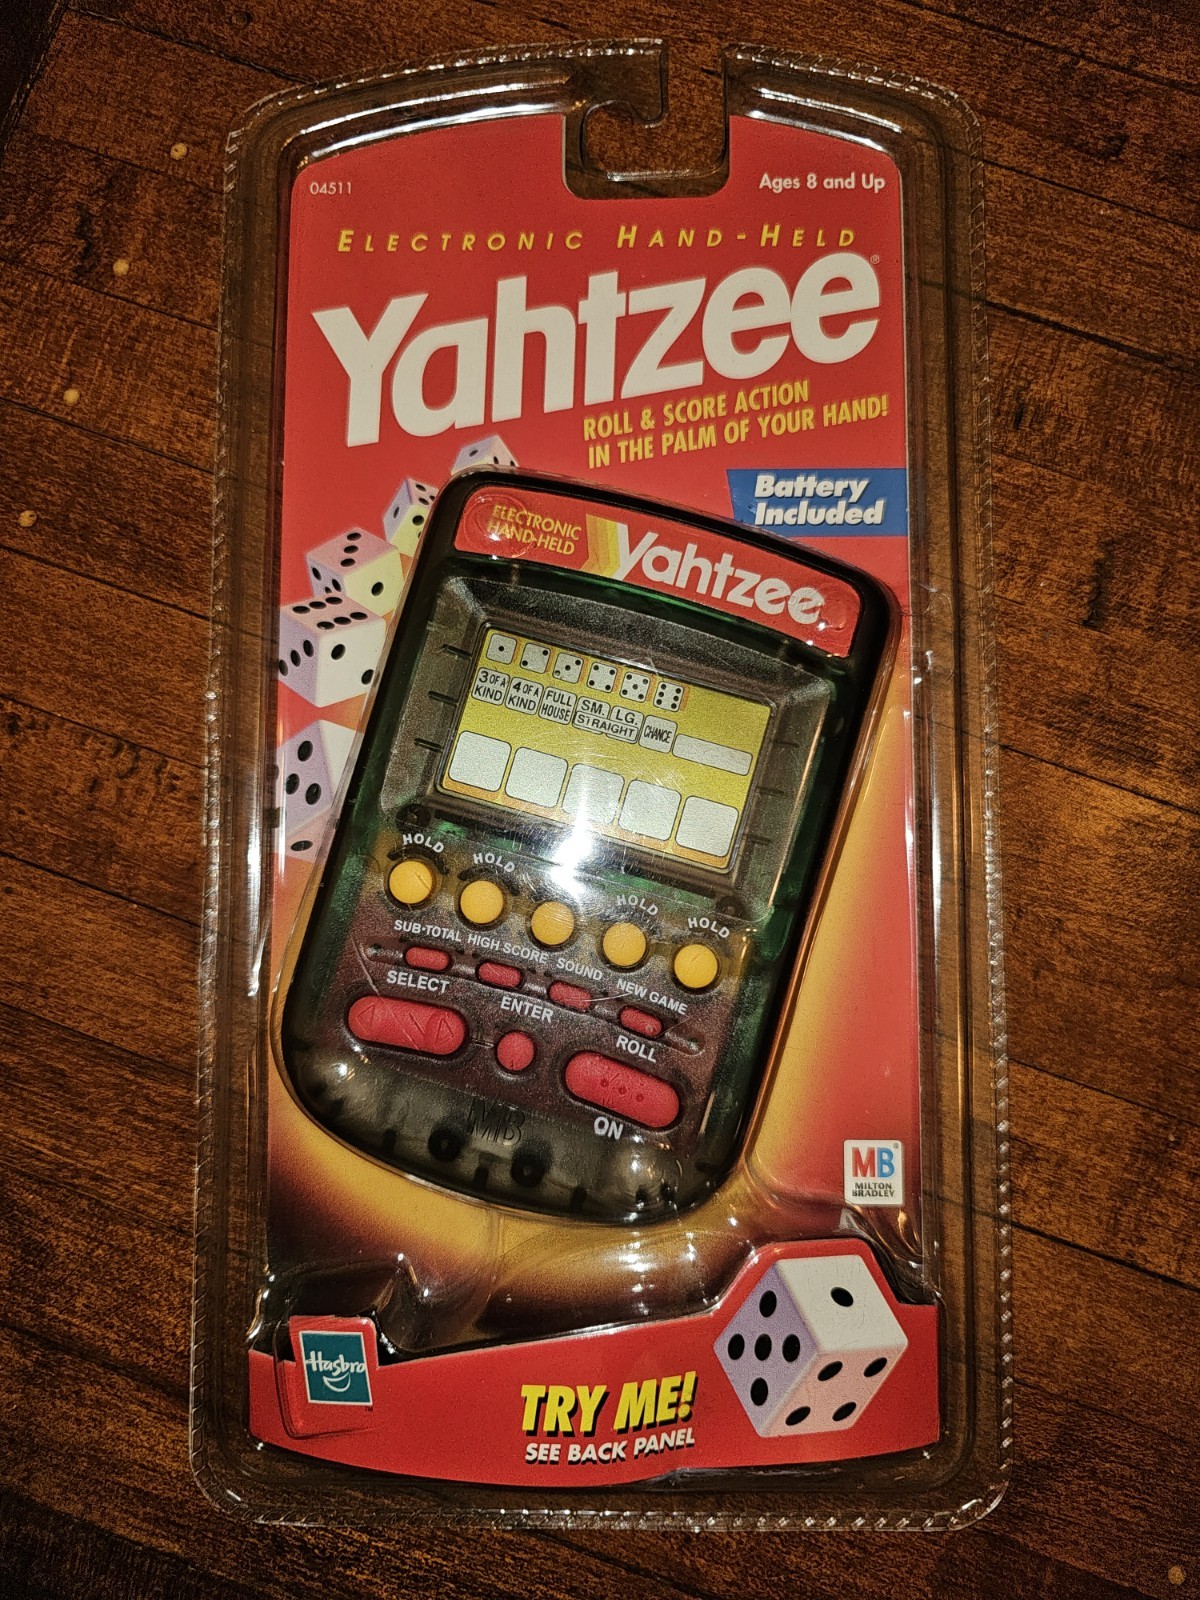 04511
Ages 8 and Up
ELECTRONIC HAND-HELD
Yahtzee®
ROLL & SCORE ACTION
IN THE PALM OF YOUR HAND!
Battery
Included
ELECTRONIC
HAND-HELD
Yahtzee
3 OF A
KIND
4 OF A
KIND
FULL
HOUSE
SM. LG.
STRAIGHT
CHANCE
HOLD HOLD HOLD HOLD
SUB-TOTAL HIGH SCORE SOUND NEW GAME
SELECT ENTER ROLL
ON
MB
MB®
MILTON
BRADLEY
Hasbro
TM
TRY ME!
SEE BACK PANEL